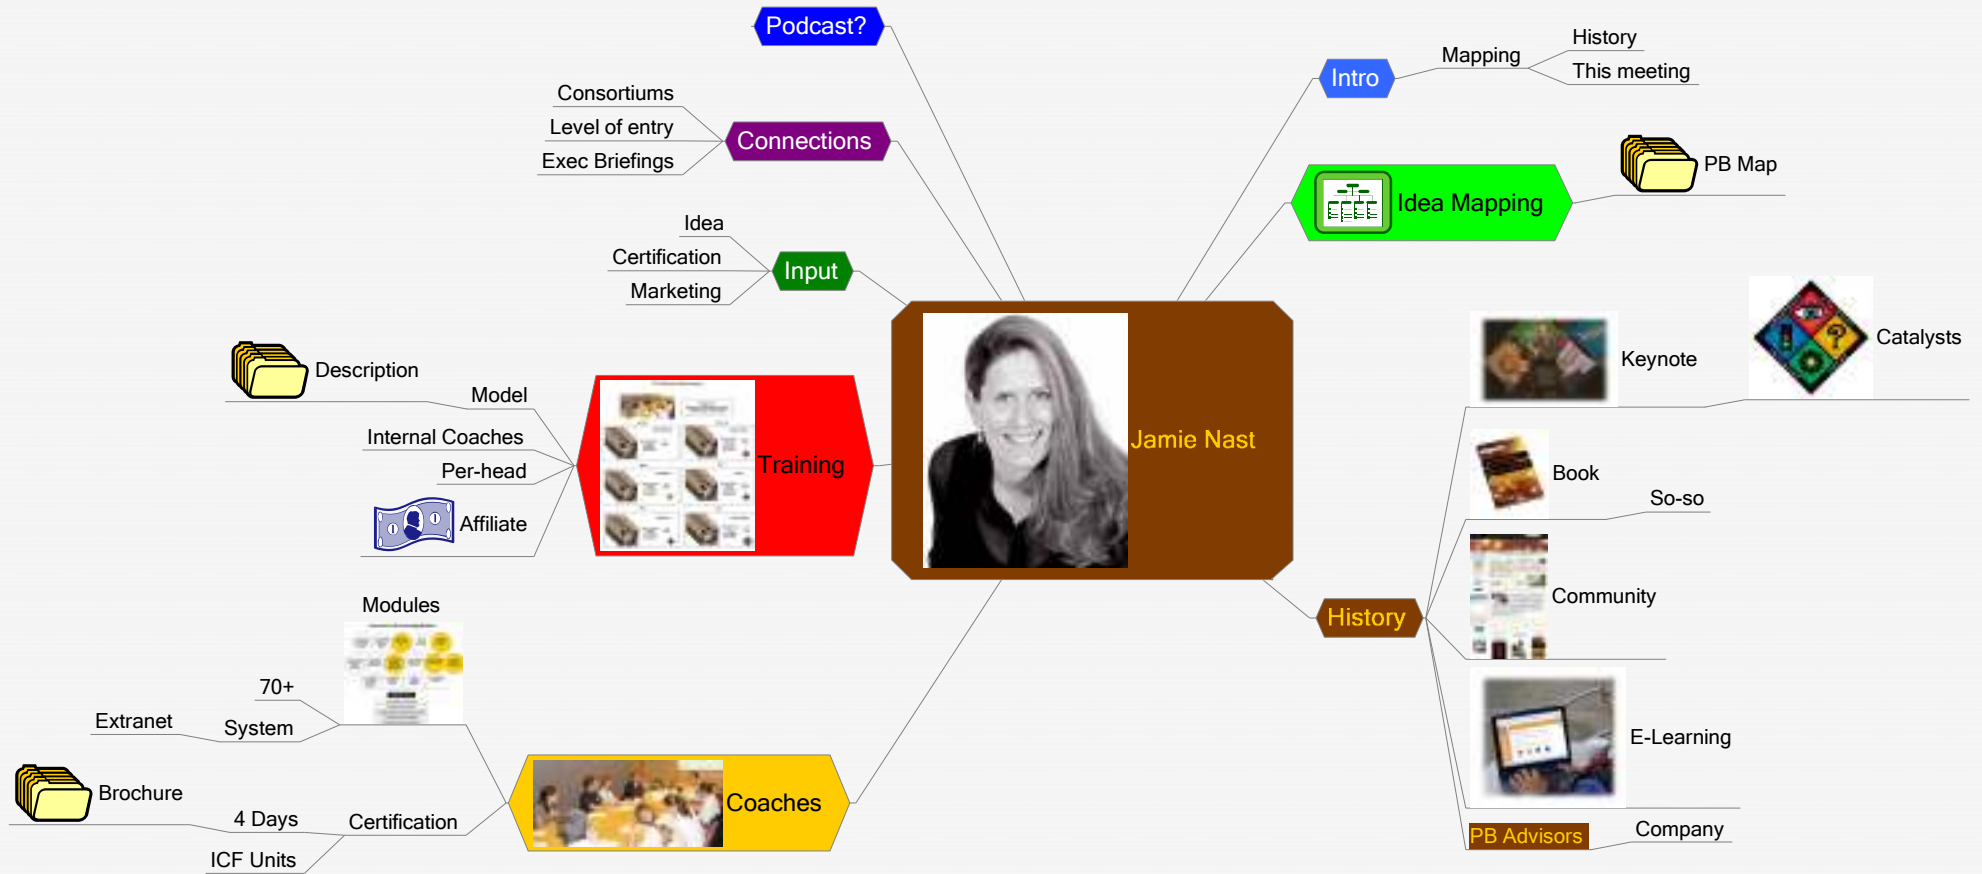 Podcast?
Consortiums
Level of entry
Exec Briefings
Connections
Idea
Certification
Marketing
Input
Description
Model
Internal Coaches
Per-head
Affiliate
Training
Modules
70+
Extranet
System
Brochure
4 Days
ICF Units
Certification
Coaches
Jamie Nast
Intro
Mapping
History
This meeting
Idea Mapping
PB Map
History
Keynote
Catalysts
Book
So-so
Community
E-Learning
PB Advisors
Company